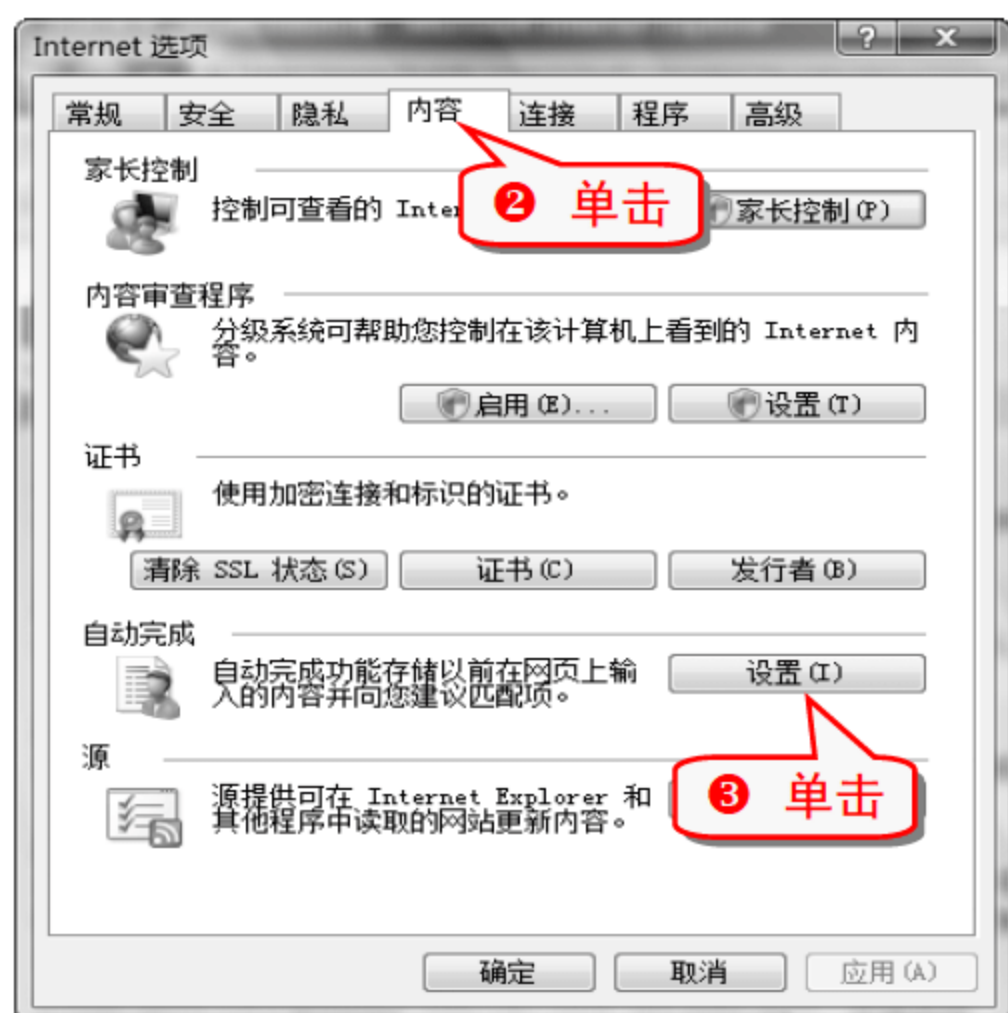 Internet 选项
常规 安全 隐私 内容 连接 程序 高级
❷ 单击
家长控制
控制可查看的
家长控制(P)
内容审查程序
分级系统可帮助您控制在该计算机上看到的 Internet 内
容。
启用(E)... 设置(T)
证书
使用加密连接和标识的证书。
清除 SSL 状态(S) 证书(C) 发行者(B)
自动完成
自动完成功能存储以前在网页上输
入的内容并向您建议匹配项。
设置(I)
❸ 单击
源
源提供可在 Internet Explorer 和
其他程序中读取的网站更新内容。
确定 取消 应用(A)